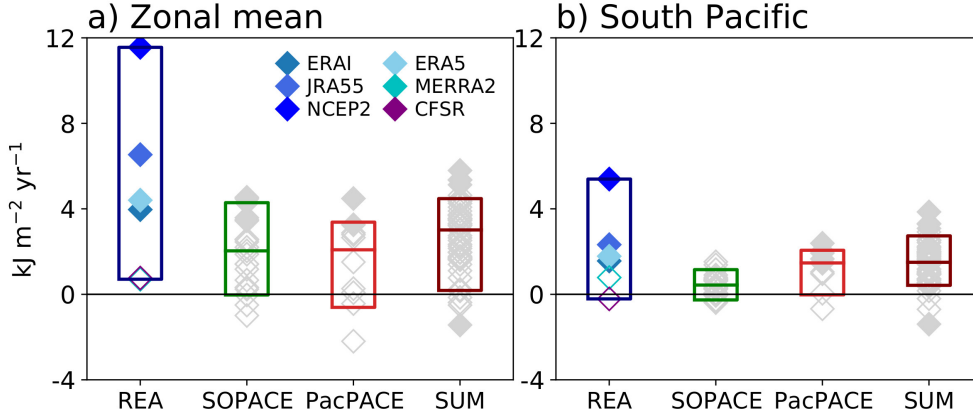 a) Zonal mean
b) South Pacific
kJ m⁻² yr⁻¹
12
8
4
0
-4
ERAI
JRA55
NCEP2
ERA5
MERRA2
CFSR
REA
SOPACE
PacPACE
SUM
12
8
4
0
-4
REA
SOPACE
PacPACE
SUM